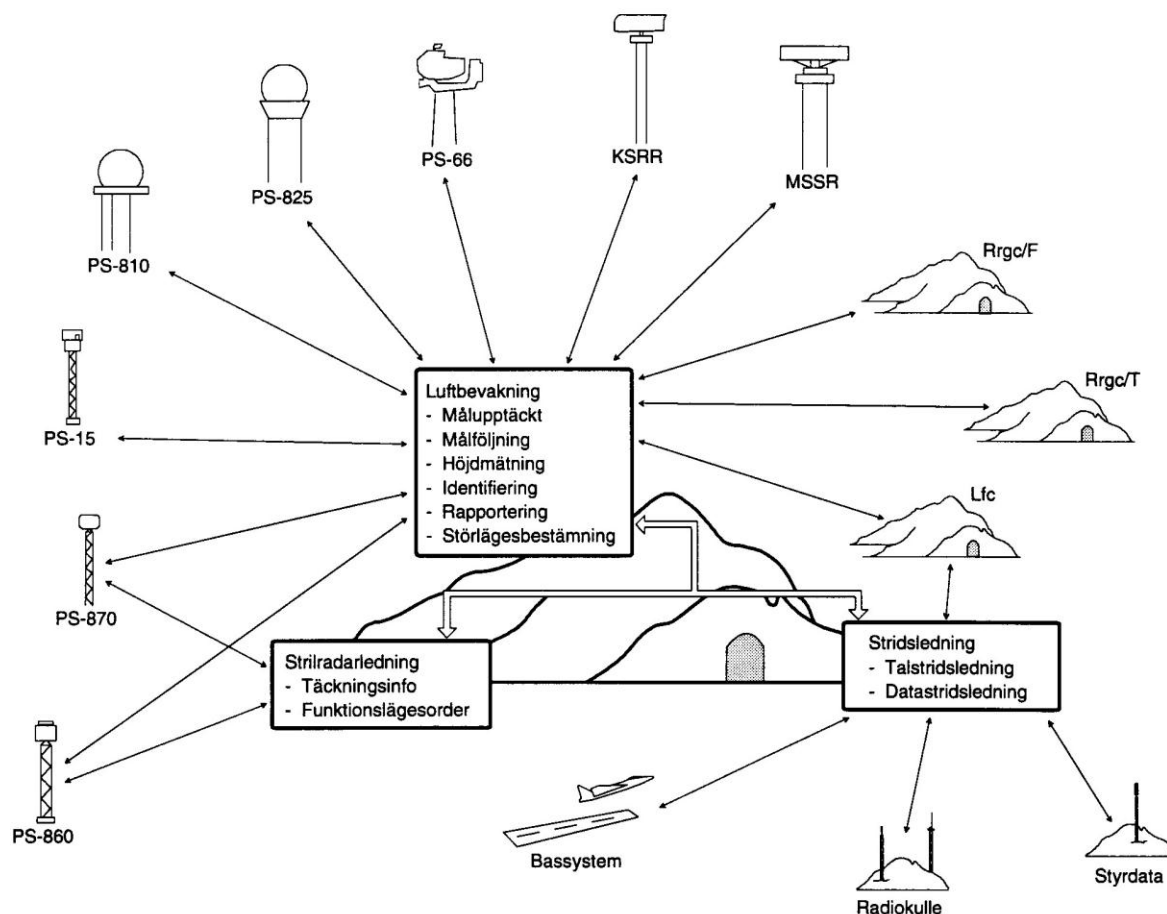 KSRR
MSSR
PS-66
PS-825
PS-810
Rrgc/F
Rrgc/T
PS-15
Luftbevakning
- Målupptäckt
- Målföljning
- Höjdmätning
- Identifiering
- Rapportering
- Störlägesbestämning
Lfc
PS-870
Strilradarledning
- Täckningsinfo
- Funktionslägesorder
Stridsledning
- Talstridsledning
- Datastridsledning
PS-860
Bassystem
Radiokulle
Styrdata